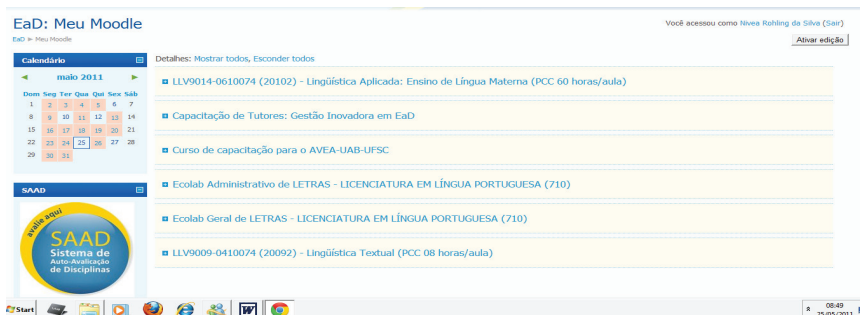 EaD: Meu Moodle
Você acessou como Nivea Rohling da Silva (Sair)
EaD ► Meu Moodle
Ativar edição
Calendário
maio 2011
Dom Seg Ter Qua Qui Sex Sáb
1 2 3 4 5 6 7
8 9 10 11 12 13 14
15 16 17 18 19 20 21
22 23 24 25 26 27 28
29 30 31
SAAD
avalie aqui
SAAD
Sistema de
Auto-Avaliação
de Disciplinas
Detalhes: Mostrar todos, Esconder todos
LLV9014-0610074 (20102) - Lingüística Aplicada: Ensino de Língua Materna (PCC 60 horas/aula)
Capacitação de Tutores: Gestão Inovadora em EaD
Curso de capacitação para o AVEA-UAB-UFSC
Ecolab Administrativo de LETRAS - LICENCIATURA EM LÍNGUA PORTUGUESA (710)
Ecolab Geral de LETRAS - LICENCIATURA EM LÍNGUA PORTUGUESA (710)
LLV9009-0410074 (20092) - Lingüística Textual (PCC 08 horas/aula)
Start
08:49
25/05/2011